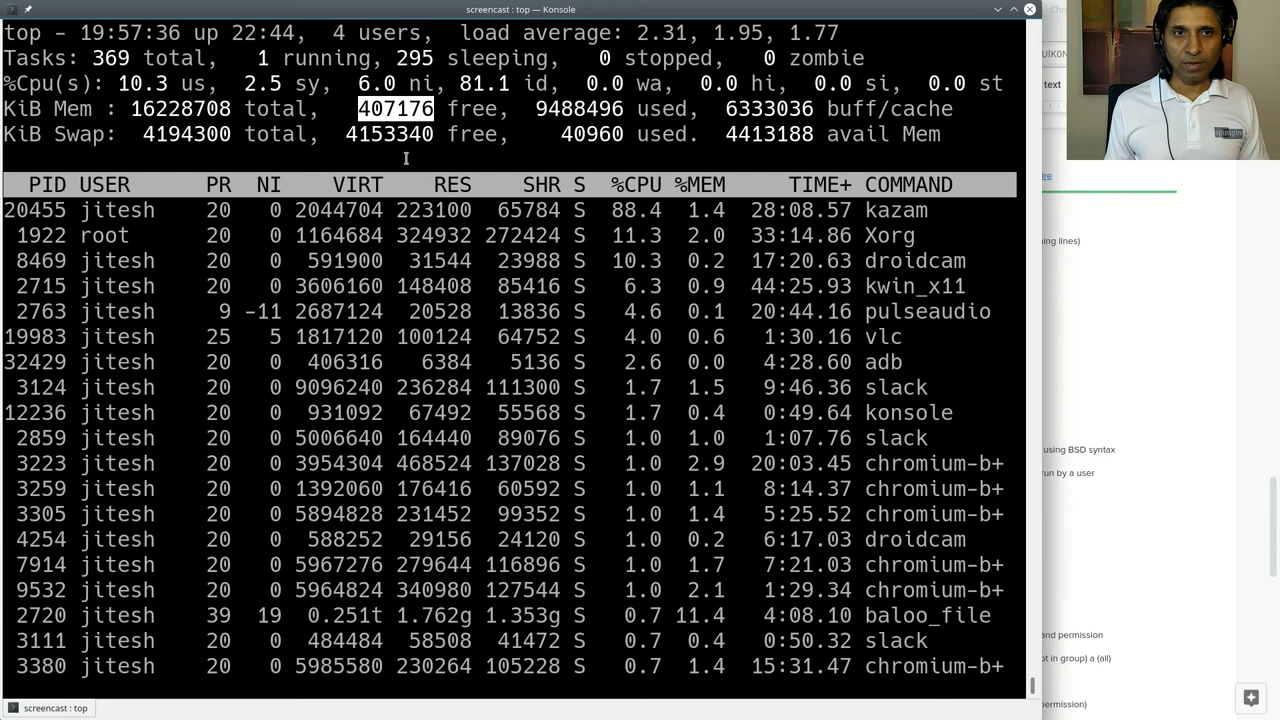 screencast : top — Konsole
top - 19:57:36 up 22:44, 4 users, load average: 2.31, 1.95, 1.77
Tasks: 369 total, 1 running, 295 sleeping, 0 stopped, 0 zombie
%Cpu(s): 10.3 us, 2.5 sy, 6.0 ni, 81.1 id, 0.0 wa, 0.0 hi, 0.0 si, 0.0 st
KiB Mem : 16228708 total, 407176 free, 9488496 used, 6333036 buff/cache
KiB Swap: 4194300 total, 4153340 free, 40960 used. 4413188 avail Mem
PID USER PR NI VIRT RES SHR S %CPU %MEM TIME+ COMMAND
20455 jitesh 20 0 2044704 223100 65784 S 88.4 1.4 28:08.57 kazam
1922 root 20 0 1164684 324932 272424 S 11.3 2.0 33:14.86 Xorg
8469 jitesh 20 0 591900 31544 23988 S 10.3 0.2 17:20.63 droidcam
2715 jitesh 20 0 3606160 148408 85416 S 6.3 0.9 44:25.93 kwin_x11
2763 jitesh 9 -11 2687124 20528 13836 S 4.6 0.1 20:44.16 pulseaudio
19983 jitesh 25 5 1817120 100124 64752 S 4.0 0.6 1:30.16 vlc
32429 jitesh 20 0 406316 6384 5136 S 2.6 0.0 4:28.60 adb
3124 jitesh 20 0 9096240 236284 111300 S 1.7 1.5 9:46.36 slack
12236 jitesh 20 0 931092 67492 55568 S 1.7 0.4 0:49.64 konsole
2859 jitesh 20 0 5006640 164440 89076 S 1.0 1.0 1:07.76 slack
3223 jitesh 20 0 3954304 468524 137028 S 1.0 2.9 20:03.45 chromium-b+
3259 jitesh 20 0 1392060 176416 60592 S 1.0 1.1 8:14.37 chromium-b+
3305 jitesh 20 0 5894828 231452 99352 S 1.0 1.4 5:25.52 chromium-b+
4254 jitesh 20 0 588252 29156 24120 S 1.0 0.2 6:17.03 droidcam
7914 jitesh 20 0 5967276 279644 116896 S 1.0 1.7 7:21.03 chromium-b+
9532 jitesh 20 0 5964824 340980 127544 S 1.0 2.1 1:29.34 chromium-b+
2720 jitesh 39 19 0.251t 1.762g 1.353g S 0.7 11.4 4:08.10 baloo_file
3111 jitesh 20 0 484484 58508 41472 S 0.7 0.4 0:50.32 slack
3380 jitesh 20 0 5985580 230264 105228 S 0.7 1.4 15:31.47 chromium-b+
screencast : top
text
ire
ning lines)
using BSD syntax
run by a user
and permission
ot in group) a (all)
permission)